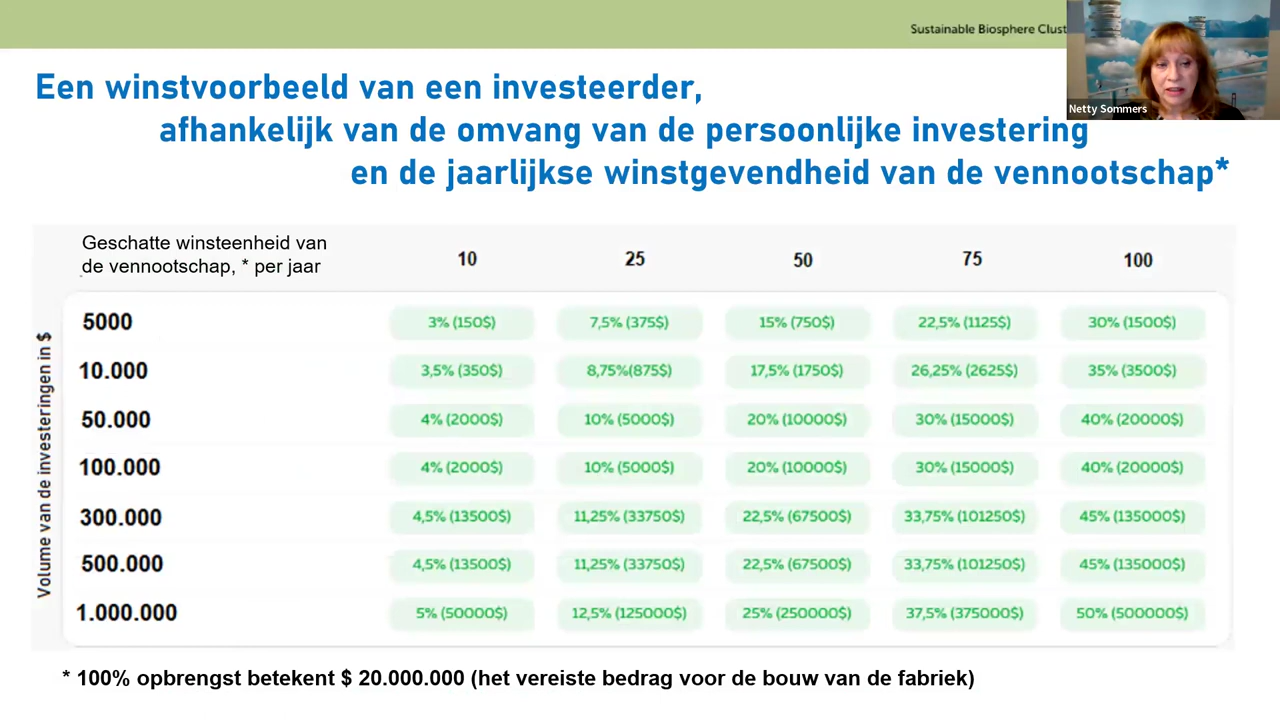 Sustainable Biosphere
Netty Sommers
Een winstvoorbeeld van een investeerder,
afhankelijk van de omvang van de persoonlijke investering
en de jaarlijkse winstgevendheid van de vennootschap*
Geschatte winsteenheid van
de vennootschap, * per jaar
10 25 50 75 100
Volume van de investeringen in $
5000 3% (150$) 7,5% (375$) 15% (750$) 22,5% (1125$) 30% (1500$)
10.000 3,5% (350$) 8,75%(875$) 17,5% (1750$) 26,25% (2625$) 35% (3500$)
50.000 4% (2000$) 10% (5000$) 20% (10000$) 30% (15000$) 40% (20000$)
100.000 4% (2000$) 10% (5000$) 20% (10000$) 30% (15000$) 40% (20000$)
300.000 4,5% (13500$) 11,25% (33750$) 22,5% (67500$) 33,75% (101250$) 45% (135000$)
500.000 4,5% (13500$) 11,25% (33750$) 22,5% (67500$) 33,75% (101250$) 45% (135000$)
1.000.000 5% (50000$) 12,5% (125000$) 25% (250000$) 37,5% (375000$) 50% (500000$)
* 100% opbrengst betekent $ 20.000.000 (het vereiste bedrag voor de bouw van de fabriek)